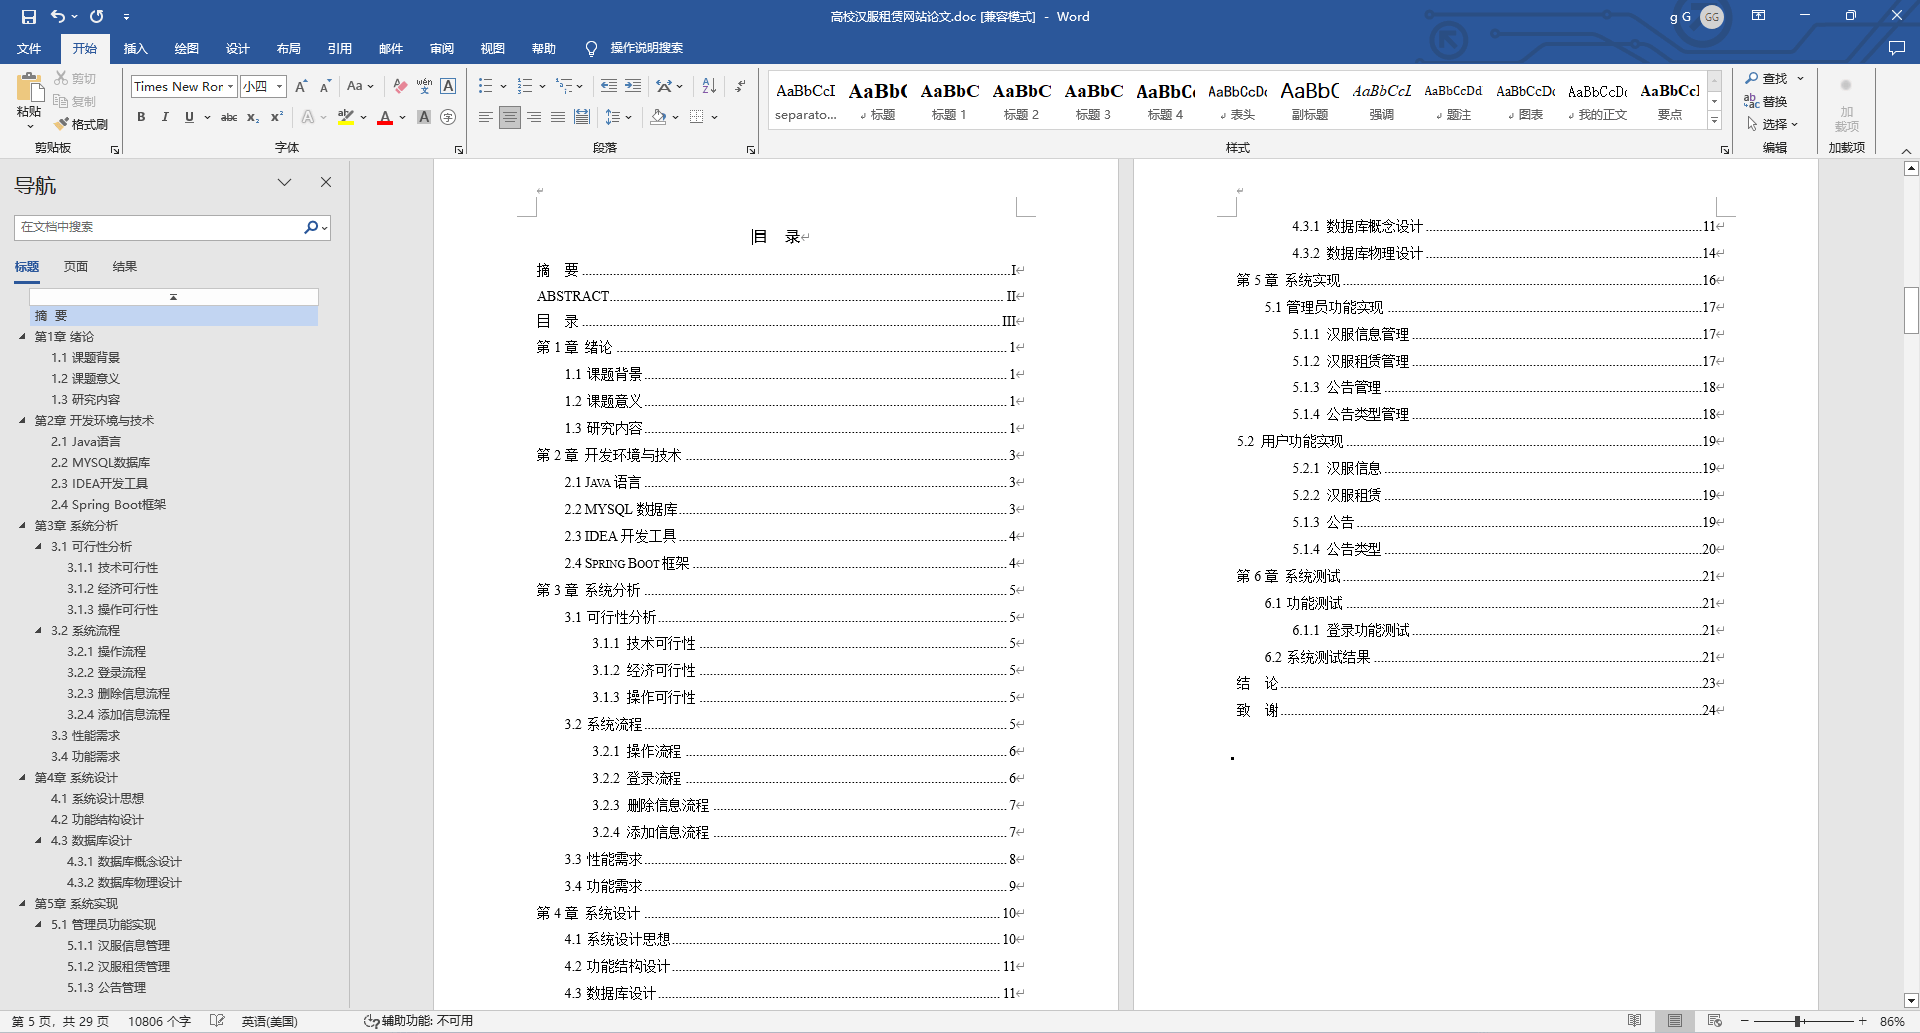 高校汉服租赁网站论文.doc [兼容模式] - Word
g G GG
文件 开始 插入 绘图 设计 布局 引用 邮件 审阅 视图 帮助 操作说明搜索
粘贴 剪切 复制 格式刷 剪贴板
Times New Ror 小四 字体
段落
AaBbCcI AaBb( AaBbC AaBbC AaBbC AaBbC( AaBbCcDc AaBbC AaBbCcL AaBbCcDd AaBbCcDc AaBbCcDc AaBbCcI
separato... 标题 标题 1 标题 2 标题 3 标题 4 表头 副标题 强调 题注 图表 我的正文 要点
样式
查找 替换 选择 编辑
加载项 加载项
导航
在文档中搜索
标题 页面 结果
摘 要
第1章 绪论
1.1 课题背景
1.2 课题意义
1.3 研究内容
第2章 开发环境与技术
2.1 Java语言
2.2 MYSQL数据库
2.3 IDEA开发工具
2.4 Spring Boot框架
第3章 系统分析
3.1 可行性分析
3.1.1 技术可行性
3.1.2 经济可行性
3.1.3 操作可行性
3.2 系统流程
3.2.1 操作流程
3.2.2 登录流程
3.2.3 删除信息流程
3.2.4 添加信息流程
3.3 性能需求
3.4 功能需求
第4章 系统设计
4.1 系统设计思想
4.2 功能结构设计
4.3 数据库设计
4.3.1 数据库概念设计
4.3.2 数据库物理设计
第5章 系统实现
5.1 管理员功能实现
5.1.1 汉服信息管理
5.1.2 汉服租赁管理
5.1.3 公告管理
目 录
摘 要 I
ABSTRACT II
目 录 III
第 1 章 绪论 1
1.1 课题背景 1
1.2 课题意义 1
1.3 研究内容 1
第 2 章 开发环境与技术 3
2.1 JAVA 语言 3
2.2 MYSQL 数据库 3
2.3 IDEA 开发工具 4
2.4 SPRING BOOT 框架 4
第 3 章 系统分析 5
3.1 可行性分析 5
3.1.1 技术可行性 5
3.1.2 经济可行性 5
3.1.3 操作可行性 5
3.2 系统流程 5
3.2.1 操作流程 6
3.2.2 登录流程 6
3.2.3 删除信息流程 7
3.2.4 添加信息流程 7
3.3 性能需求 8
3.4 功能需求 9
第 4 章 系统设计 10
4.1 系统设计思想 10
4.2 功能结构设计 11
4.3 数据库设计 11
4.3.1 数据库概念设计 11
4.3.2 数据库物理设计 14
第 5 章 系统实现 16
5.1 管理员功能实现 17
5.1.1 汉服信息管理 17
5.1.2 汉服租赁管理 17
5.1.3 公告管理 18
5.1.4 公告类型管理 18
5.2 用户功能实现 19
5.2.1 汉服信息 19
5.2.2 汉服租赁 19
5.1.3 公告 19
5.1.4 公告类型 20
第 6 章 系统测试 21
6.1 功能测试 21
6.1.1 登录功能测试 21
6.2 系统测试结果 21
结 论 23
致 谢 24
第 5 页，共 29 页 10806 个字 英语(美国) 辅助功能: 不可用 86%